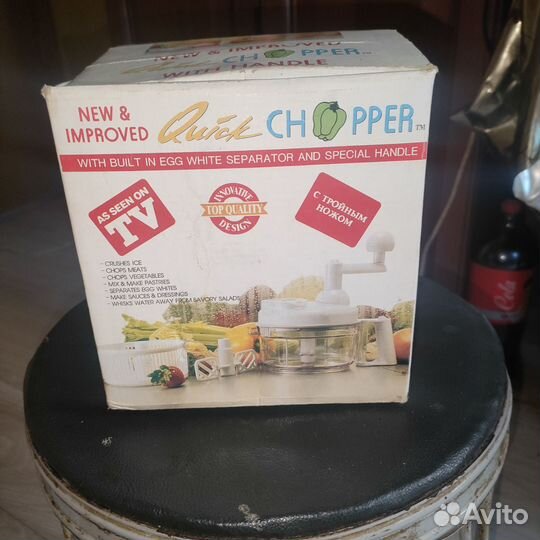 NEW & IMPROVED
CHOPPER
WITH HANDLE
NEW &
IMPROVED
Quick CHOPPER TM
WITH BUILT IN EGG WHITE SEPARATOR AND SPECIAL HANDLE
AS SEEN ON
TV
INNOVATIVE
TOP QUALITY
DESIGN
С ТРОЙНЫМ
НОЖОМ
- CRUSHES ICE
- CHOPS MEATS
- CHOPS VEGETABLES
- MIX & MAKE PASTRIES
- SEPARATES EGG WHITES
- MAKE SAUCES & DRESSINGS
- WHISKS WATER AWAY FROM SAVORY SALADS
Cola
Avito